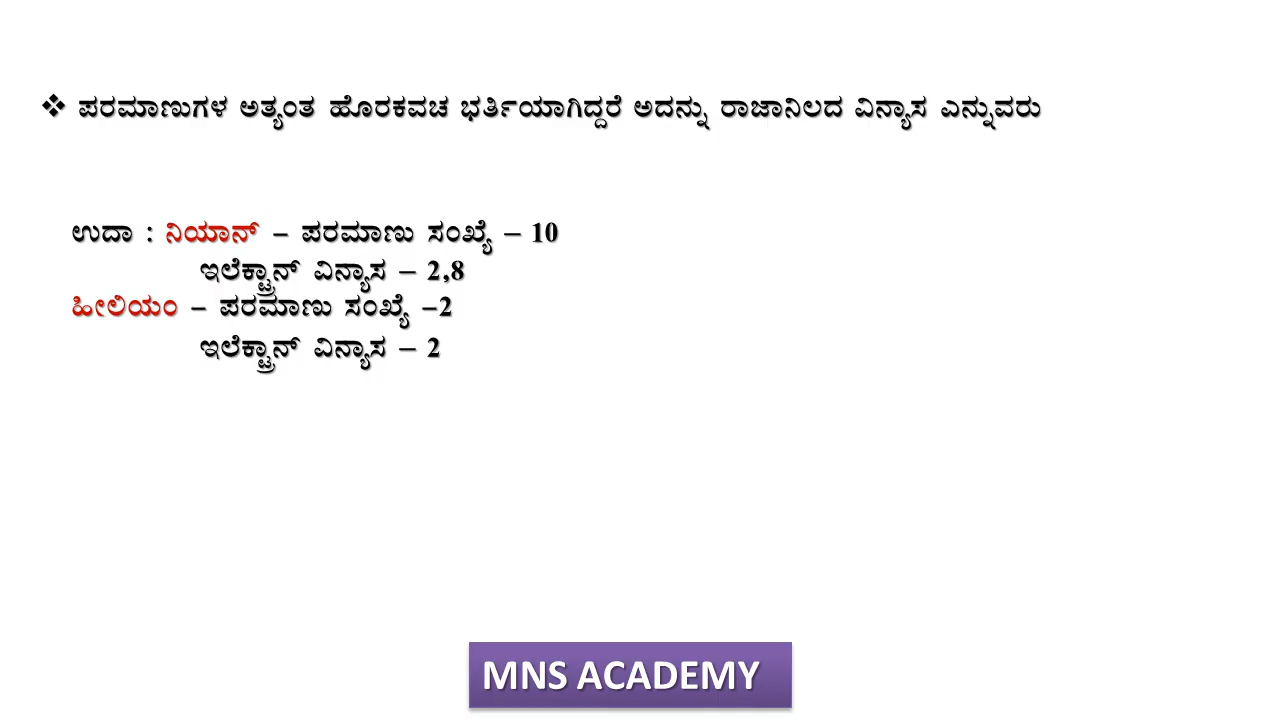 ❖ ಪರಮಾಣುಗಳ ಅತ್ಯಂತ ಹೊರಕವಚ ಭರ್ತಿಯಾಗಿದ್ದರೆ ಅದನ್ನು ರಾಜಾನಿಲದ ವಿನ್ಯಾಸ ಎನ್ನುವರು
ಉದಾ : ನಿಯಾನ್ – ಪರಮಾಣು ಸಂಖ್ಯೆ – 10
ಇಲೆಕ್ಟ್ರಾನ್ ವಿನ್ಯಾಸ – 2,8
ಹೀಲಿಯಂ – ಪರಮಾಣು ಸಂಖ್ಯೆ –2
ಇಲೆಕ್ಟ್ರಾನ್ ವಿನ್ಯಾಸ – 2
MNS ACADEMY